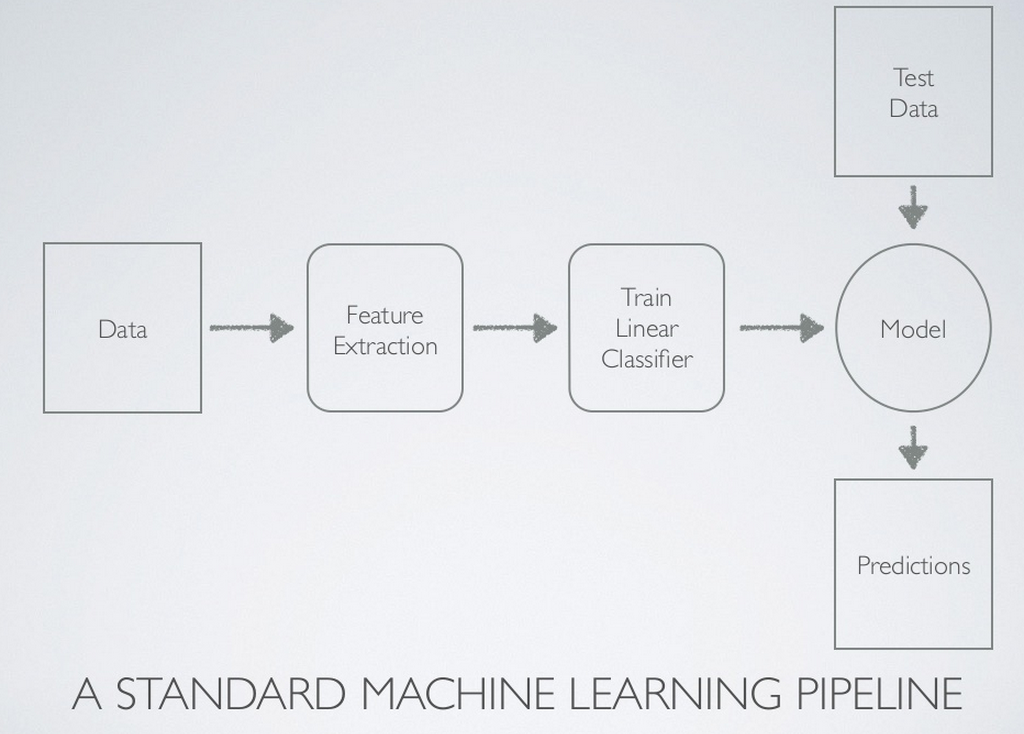 Test
Data
Data
Feature
Extraction
Train
Linear
Classifier
Model
Predictions
A STANDARD MACHINE LEARNING PIPELINE